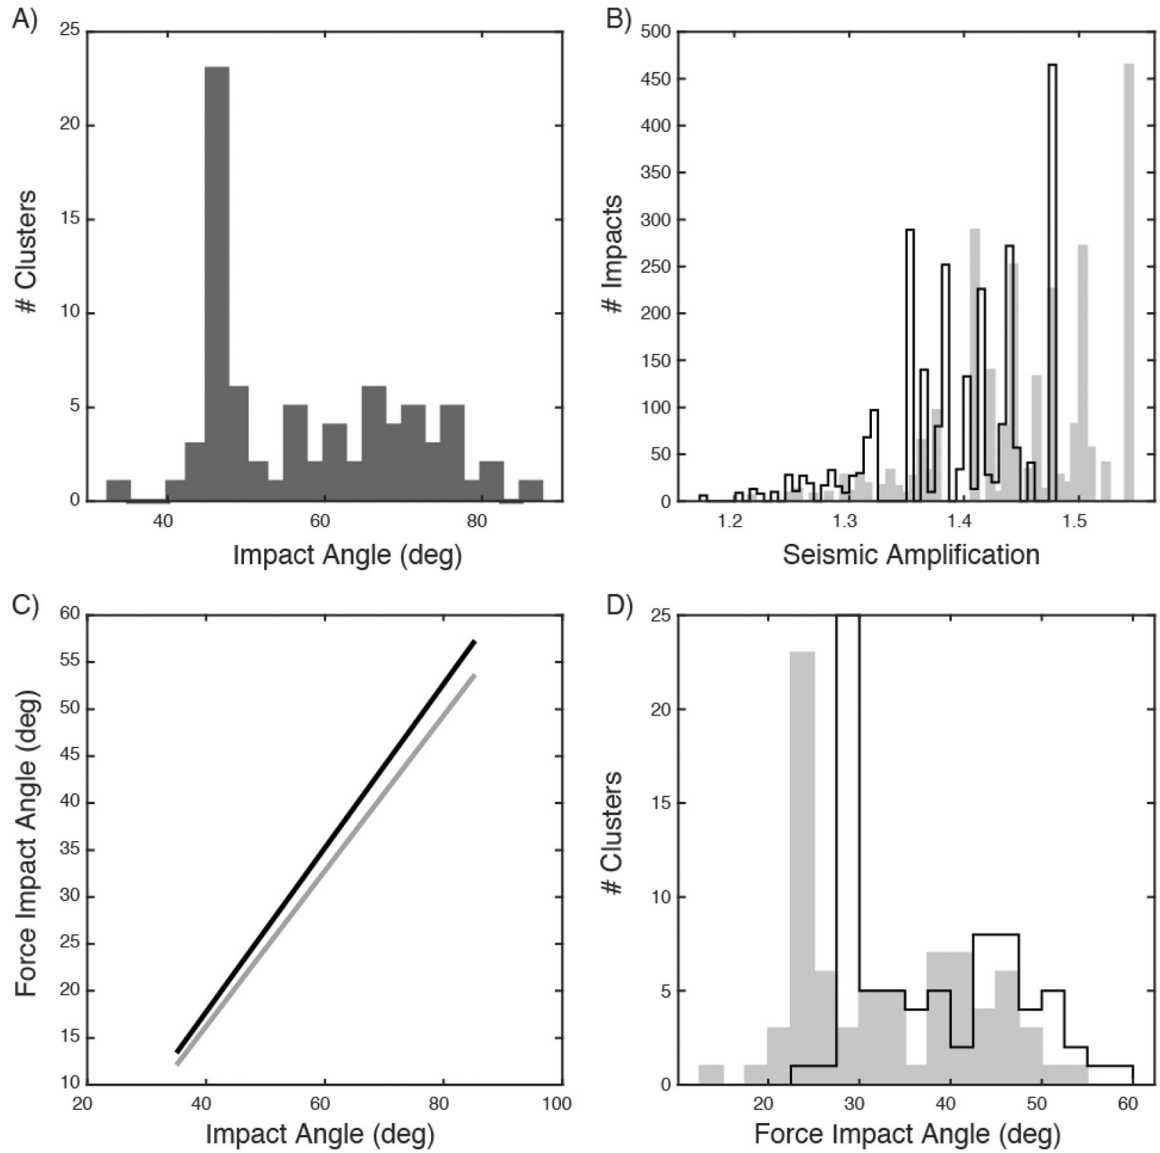 A)
25
20
15
10
5
0
# Clusters
40 60 80
Impact Angle (deg)
B)
500
450
400
350
300
250
200
150
100
50
0
# Impacts
1.2 1.3 1.4 1.5
Seismic Amplification
C)
60
55
50
45
40
35
30
25
20
15
10
Force Impact Angle (deg)
20 40 60 80 100
Impact Angle (deg)
D)
25
20
15
10
5
0
# Clusters
20 30 40 50 60
Force Impact Angle (deg)